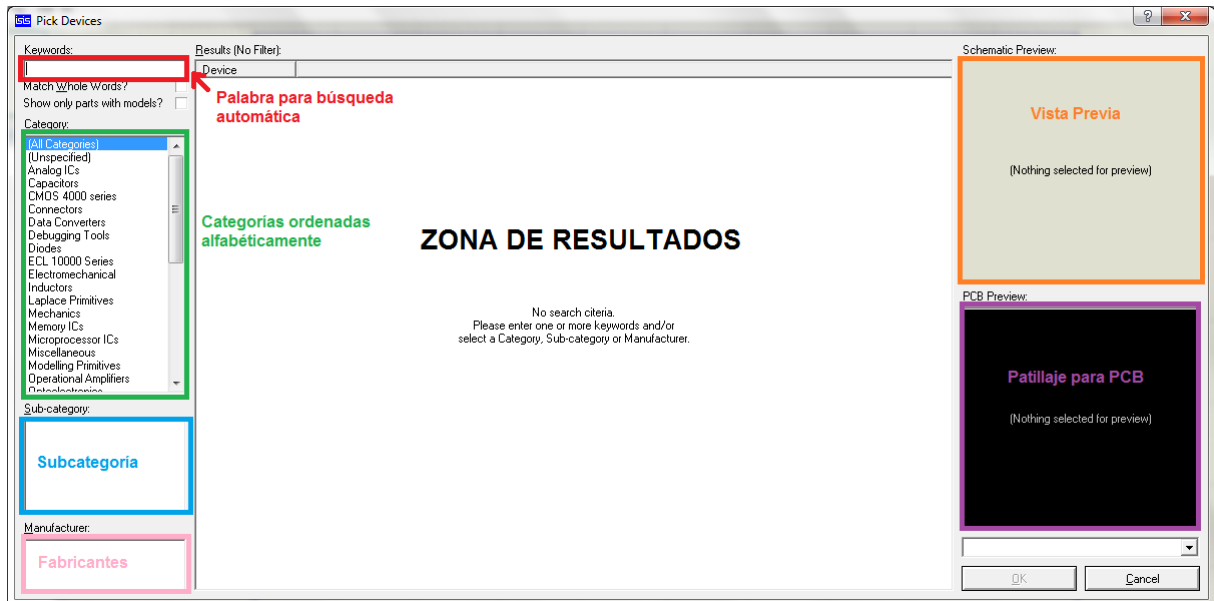 ISIS Pick Devices
Keywords:
Match Whole Words?
Show only parts with models?
Category:
(All Categories)
(Unspecified)
Analog ICs
Capacitors
CMOS 4000 series
Connectors
Data Converters
Debugging Tools
Diodes
ECL 10000 Series
Electromechanical
Inductors
Laplace Primitives
Mechanics
Memory ICs
Microprocessor ICs
Miscellaneous
Modelling Primitives
Operational Amplifiers
Optoelectronics
Sub-category:
Subcategoría
Manufacturer:
Fabricantes
Results (No Filter):
Device
Palabra para búsqueda
automática
Categorías ordenadas
alfabéticamente
ZONA DE RESULTADOS
No search criteria.
Please enter one or more keywords and/or
select a Category, Sub-category or Manufacturer.
Schematic Preview:
Vista Previa
(Nothing selected for preview)
PCB Preview:
Patillaje para PCB
(Nothing selected for preview)
OK
Cancel